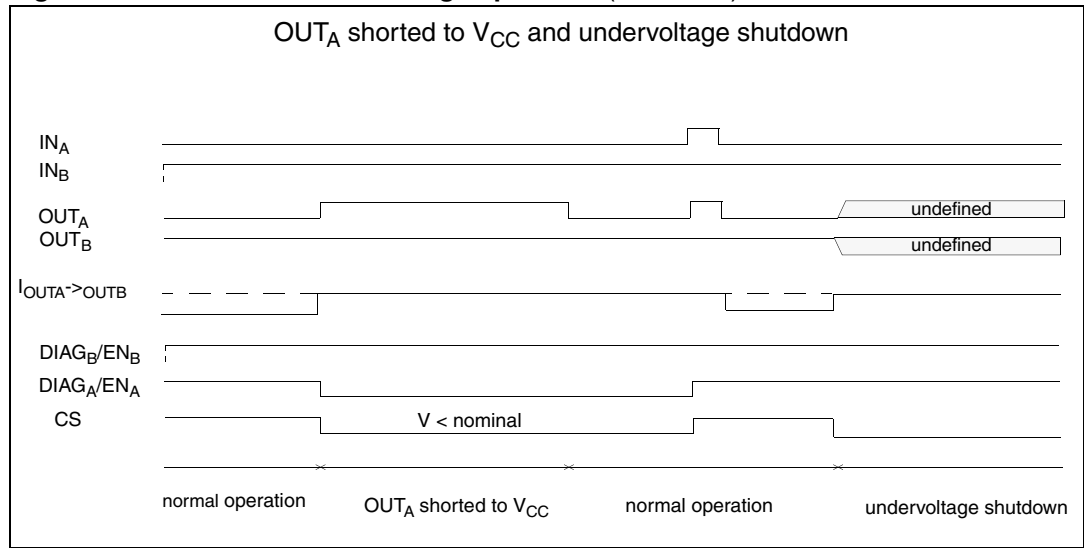 OUTA shorted to VCC and undervoltage shutdown
INA
INB
OUTA
undefined
OUTB
undefined
IOUTA->OUTB
DIAGB/ENB
DIAGA/ENA
CS
V < nominal
normal operation
OUTA shorted to VCC
normal operation
undervoltage shutdown